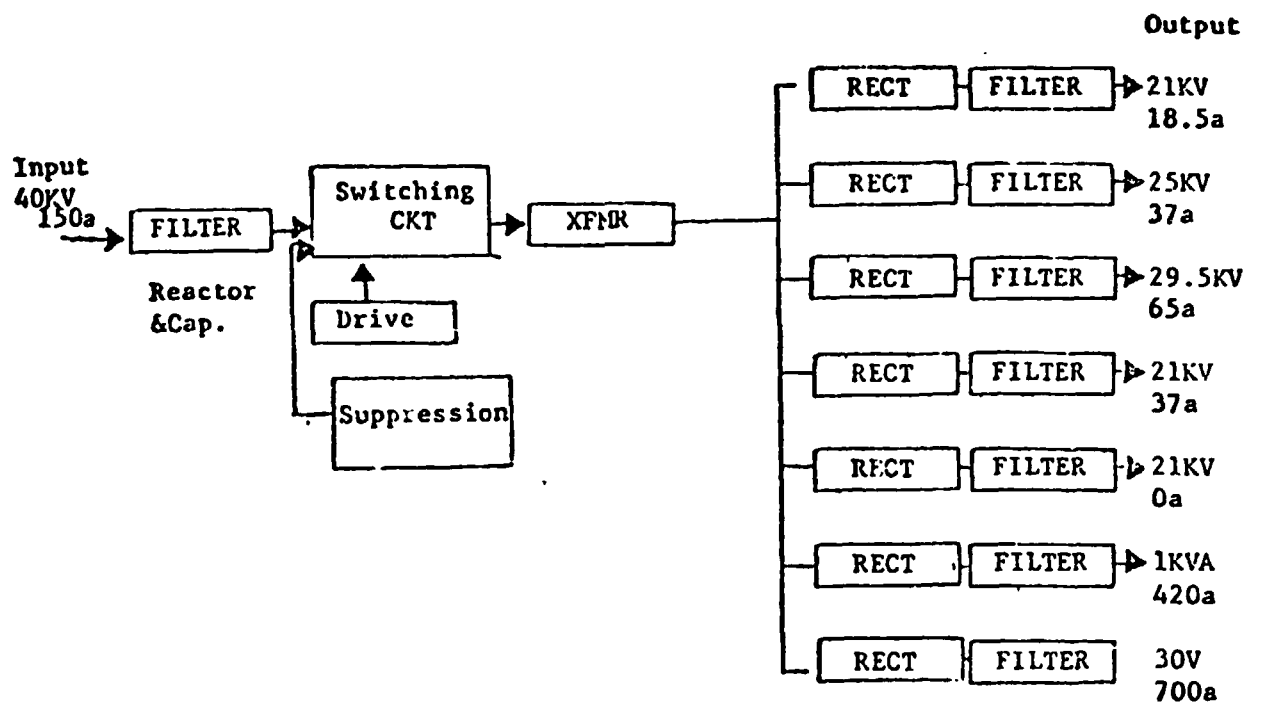 Output
RECT FILTER 21KV
18.5a
Input
40KV
150a
FILTER
Switching
CKT
XFMR
RECT FILTER 25KV
37a
Reactor
&Cap.
Drive
Suppression
RECT FILTER 29.5KV
65a
RECT FILTER 21KV
37a
RECT FILTER 21KV
0a
RECT FILTER 1KVA
420a
RECT FILTER 30V
700a